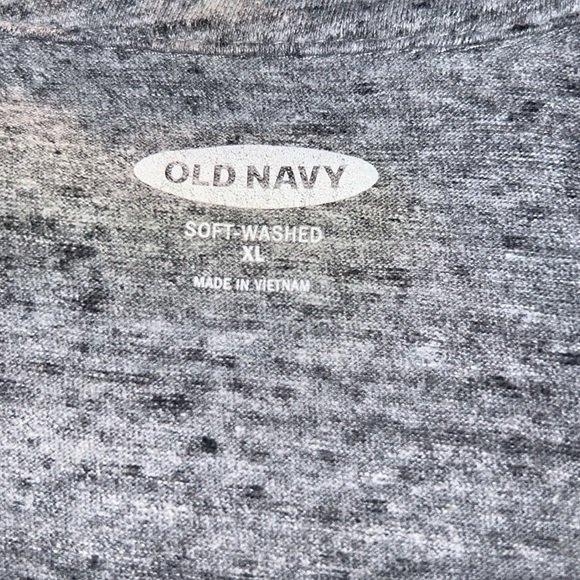 OLD NAVY
SOFT-WASHED
XL
MADE IN VIETNAM